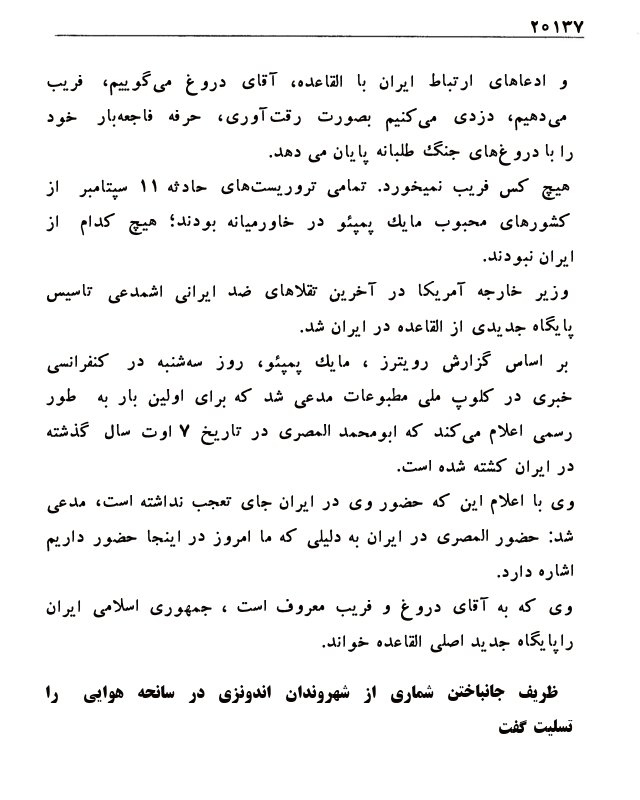 ۲۰۱۳۷
و ادعاهای ارتباط ایران با القاعده، آقای دروغ می‌گوییم، فریب
می‌دهیم، دزدی می‌کنیم بصورت رقت‌آوری، حرفه فاجعه‌بار خود
را با دروغ‌های جنگ طلبانه پایان می دهد.
هیچ کس فریب نمیخورد. تمامی تروریست‌های حادثه ۱۱ سپتامبر از
کشورهای محبوب مایك پمپئو در خاورمیانه بودند؛ هیچ کدام از
ایران نبودند.
وزیر خارجه آمریکا در آخرین تقلاهای ضد ایرانی اشمدعی تاسیس
پایگاه جدیدی از القاعده در ایران شد.
بر اساس گزارش رویترز ، مایك پمپئو، روز سه‌شنبه در کنفرانسی
خبری در کلوپ ملی مطبوعات مدعی شد که برای اولین بار به طور
رسمی اعلام می‌کند که ابومحمد المصری در تاریخ ۷ اوت سال گذشته
در ایران کشته شده است.
وی با اعلام این که حضور وی در ایران جای تعجب نداشته است، مدعی
شد: حضور المصری در ایران به دلیلی که ما امروز در اینجا حضور داریم
اشاره دارد.
وی که به آقای دروغ و فریب معروف است ، جمهوری اسلامی ایران
راپایگاه جدید اصلی القاعده خواند.
ظریف جانباختن شماری از شهروندان اندونزی در سانحه هوایی را
تسلیت گفت